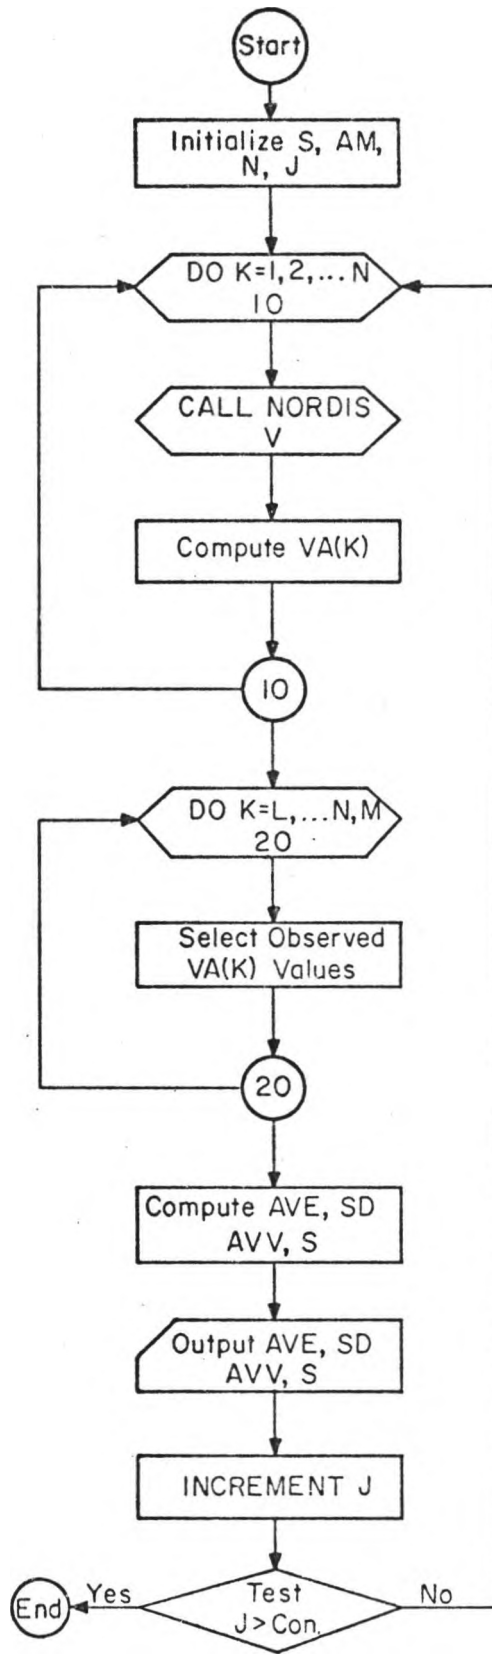 Start
Initialize S, AM,
N, J
DO K=1,2,...N
10
CALL NORDIS
V
Compute VA(K)
10
DO K=L,...N,M
20
Select Observed
VA(K) Values
20
Compute AVE, SD
AVV, S
Output AVE, SD
AVV, S
INCREMENT J
End
Yes
Test
J>Con.
No